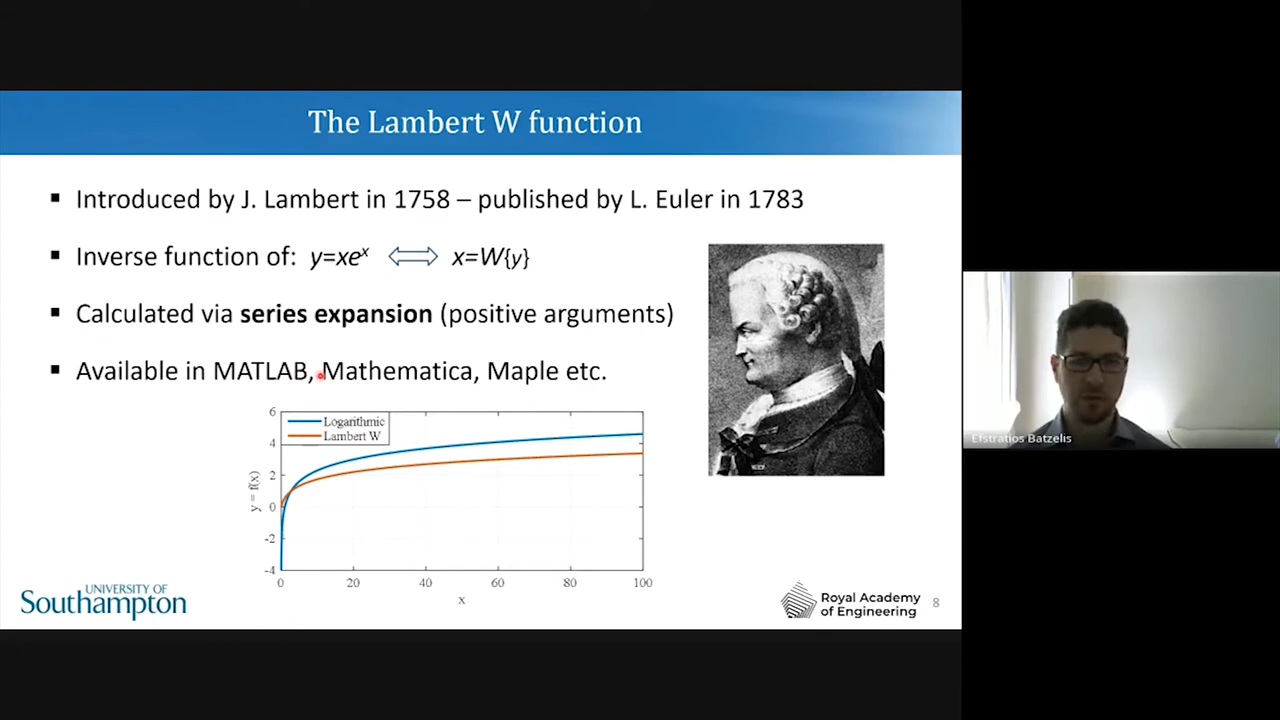 The Lambert W function
▪ Introduced by J. Lambert in 1758 – published by L. Euler in 1783
▪ Inverse function of: y=xeˣ ⟺ x=W{y}
▪ Calculated via series expansion (positive arguments)
▪ Available in MATLAB, Mathematica, Maple etc.
Logarithmic
Lambert W
y = f(x)
6
4
2
0
-2
-4
0 20 40 60 80 100
x
UNIVERSITY OF
Southampton
Royal Academy
of Engineering
8
Efstratios Batzelis